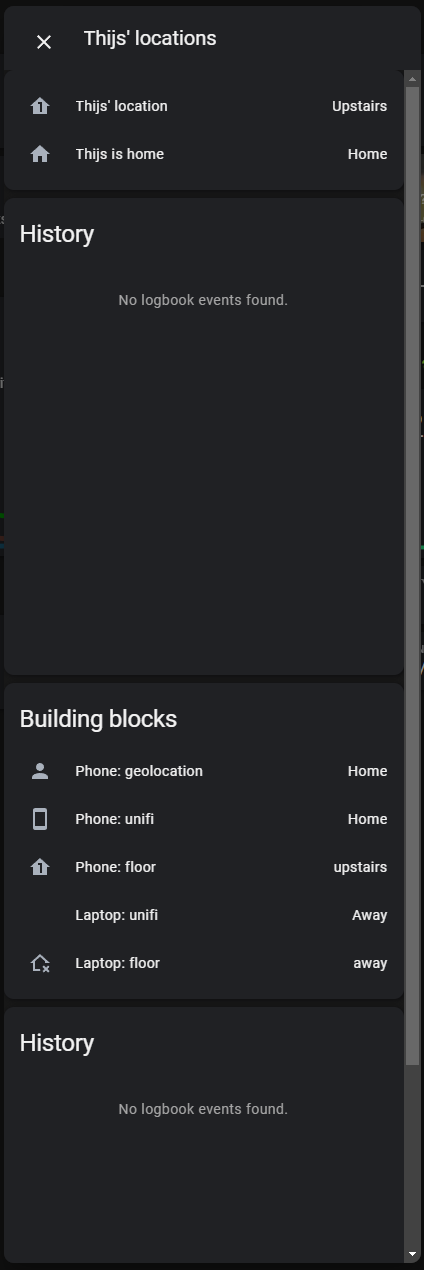 Thijs' locations
Thijs' location Upstairs
Thijs is home Home
History
No logbook events found.
Building blocks
Phone: geolocation Home
Phone: unifi Home
Phone: floor upstairs
Laptop: unifi Away
Laptop: floor away
History
No logbook events found.